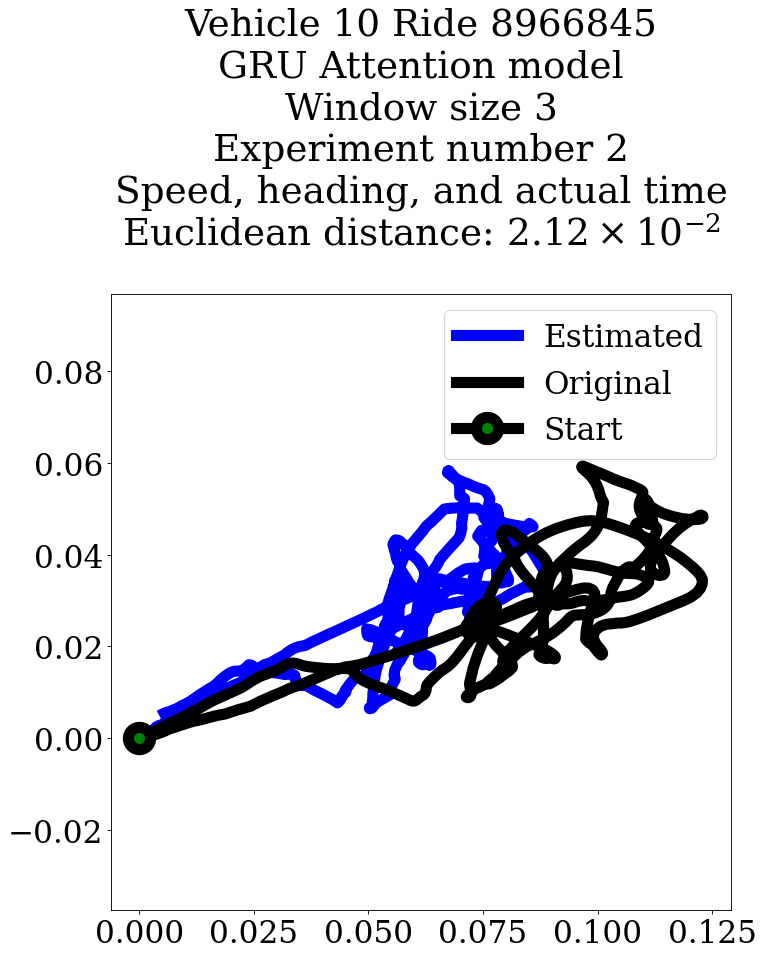 Vehicle 10 Ride 8966845
GRU Attention model
Window size 3
Experiment number 2
Speed, heading, and actual time
Euclidean distance: $2.12 × 10^{-2}$
Estimated
Original
Start
0.08
0.06
0.04
0.02
0.00
−0.02
0.000 0.025 0.050 0.075 0.100 0.125